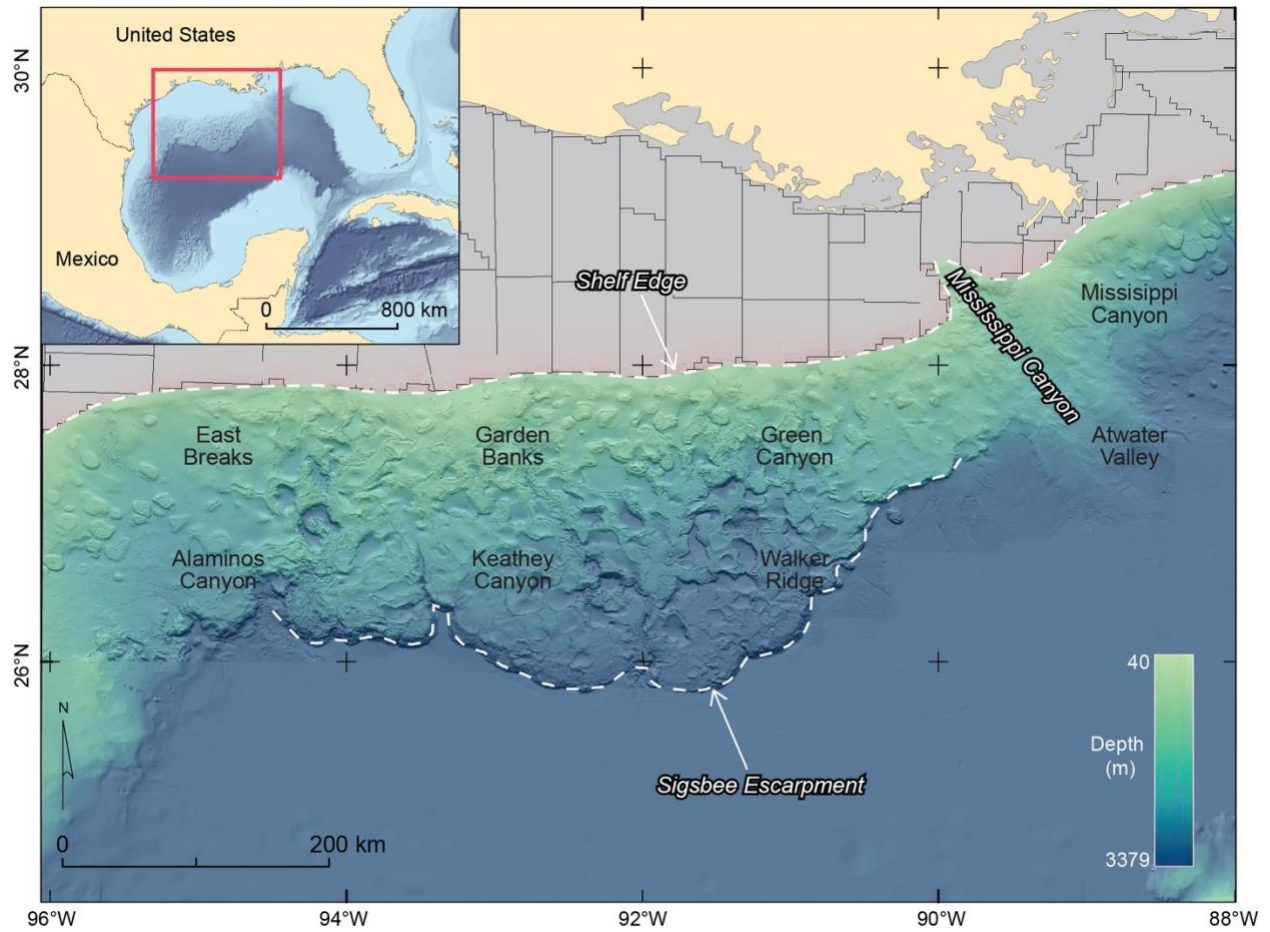 United States
Mexico
0
800 km
30°N
28°N
26°N
Shelf Edge
Mississippi Canyon
Missisippi
Canyon
East
Breaks
Garden
Banks
Green
Canyon
Atwater
Valley
Alaminos
Canyon
Keathey
Canyon
Walker
Ridge
Sigsbee Escarpment
N
0
200 km
40
Depth
(m)
3379
96°W
94°W
92°W
90°W
88°W